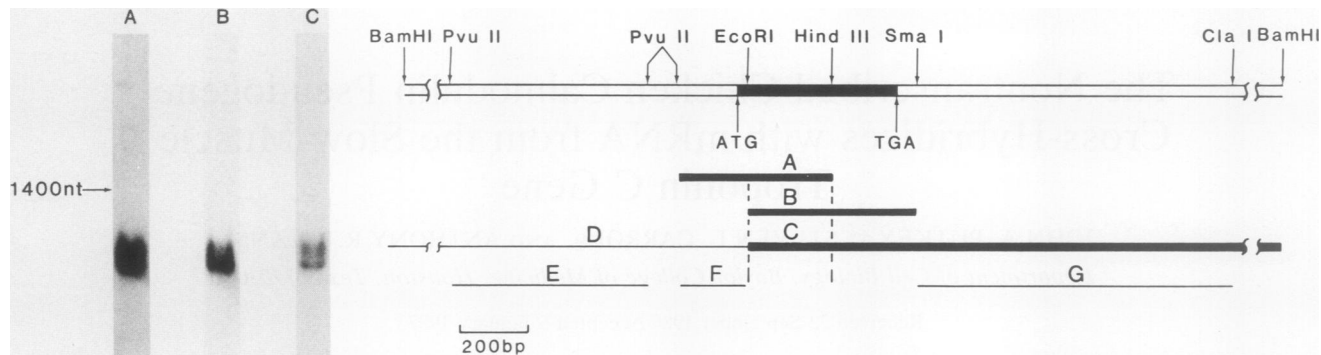 A B C
1400nt
BamHI Pvu II Pvu II EcoRI Hind III Sma I Cla I BamHI
ATG TGA
A
B
D C
E F G
200bp